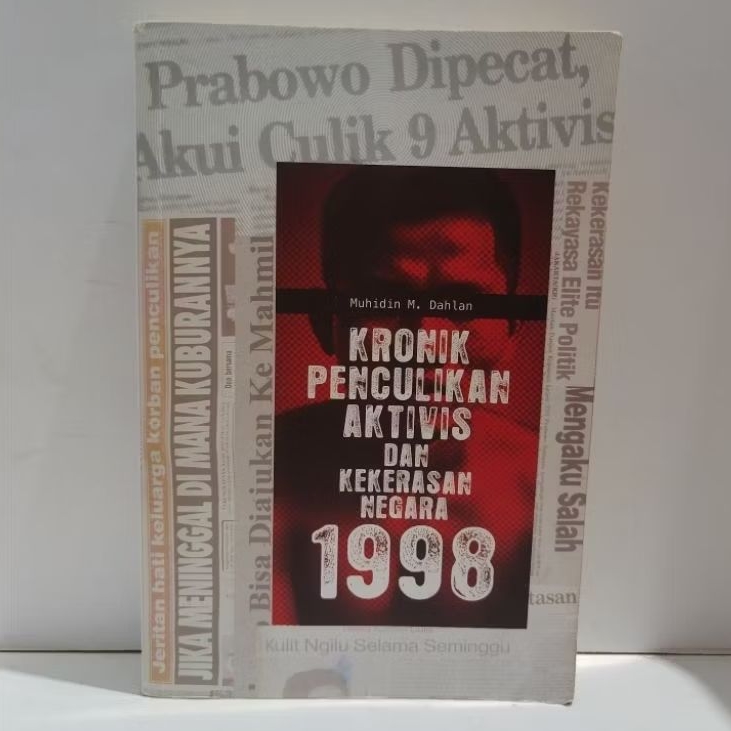 Prabowo Dipecat,
Akui Culik 9 Aktivis
Muhidin M. Dahlan
KRONIK
PENCULIKAN
AKTIVIS
DAN
KEKERASAN
NEGARA
1998
Jeritan hati keluarga korban penculikan
JIKA MENINGGAL DI MANA KUBURANNYA
Bisa Diajukan Ke Mahmil
Kekerasan itu
Rekayasa Elite Politik
Mengaku Salah
tasan
Kulit Ngilu Selama Seminggu